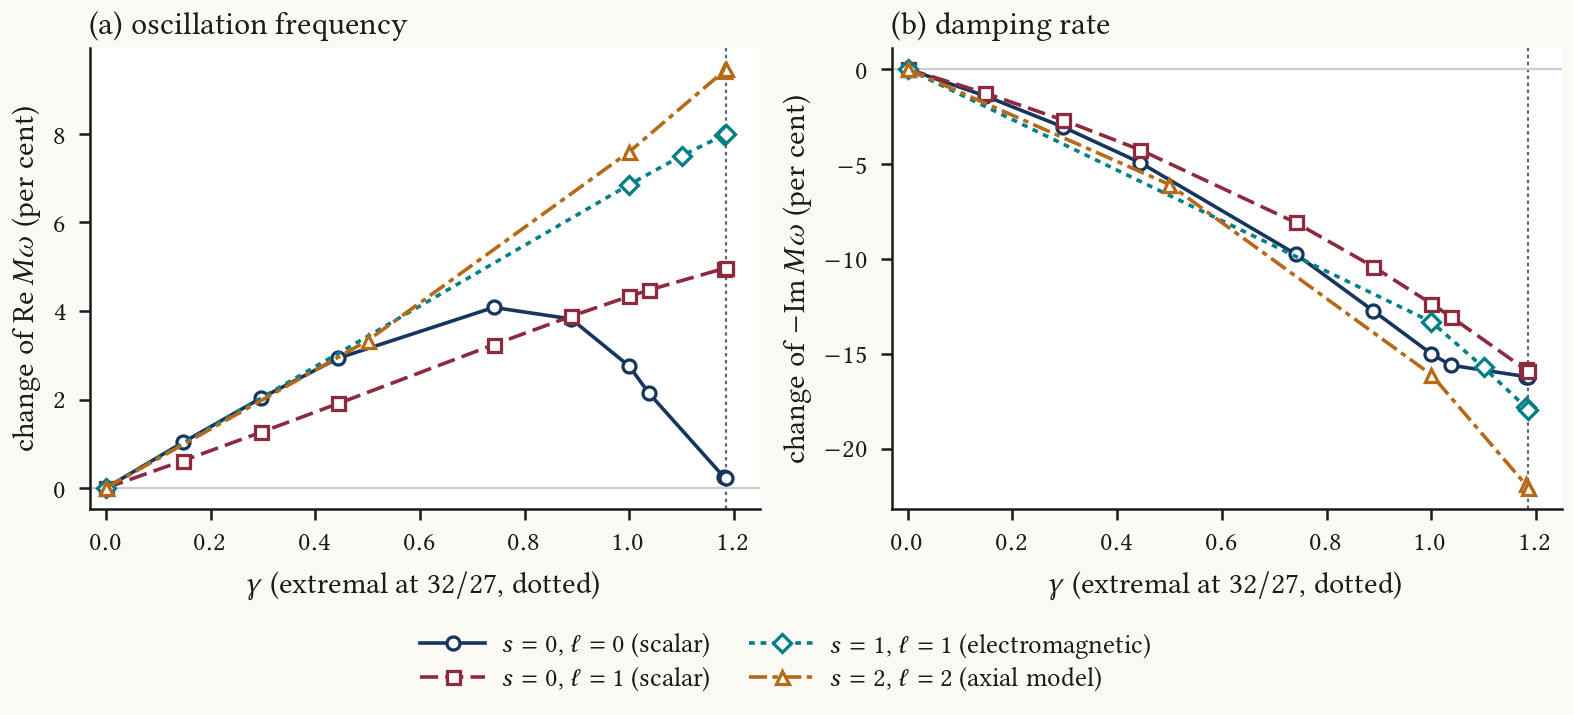 (a) oscillation frequency
change of Re Mω (per cent)
8
6
4
2
0
0.0 0.2 0.4 0.6 0.8 1.0 1.2
γ (extremal at 32/27, dotted)
(b) damping rate
change of −Im Mω (per cent)
0
−5
−10
−15
−20
0.0 0.2 0.4 0.6 0.8 1.0 1.2
γ (extremal at 32/27, dotted)
s = 0, ℓ = 0 (scalar)
s = 0, ℓ = 1 (scalar)
s = 1, ℓ = 1 (electromagnetic)
s = 2, ℓ = 2 (axial model)